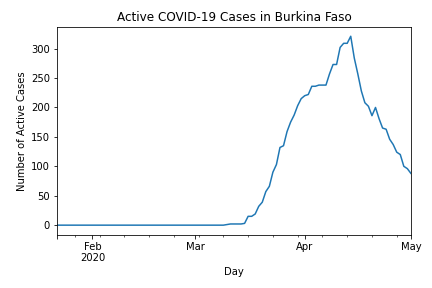 Active COVID-19 Cases in Burkina Faso
Number of Active Cases
300
250
200
150
100
50
0
Feb
2020
Mar
Apr
May
Day